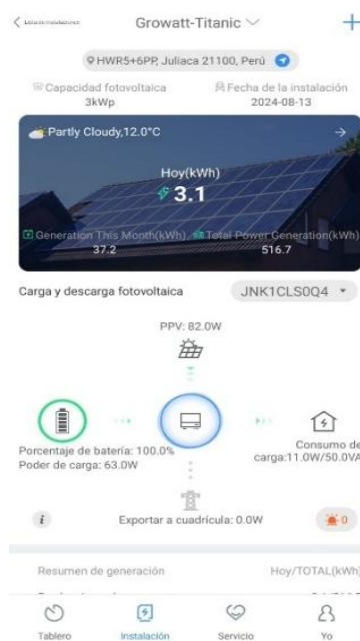 Lista de instalaciones
Growatt-Titanic
HWR5+6PP, Juliaca 21100, Perú
Capacidad fotovoltaica
3kWp
Fecha de la instalación
2024-08-13
Partly Cloudy,12.0°C
Hoy(kWh)
3.1
Generation This Month(kWh)
37.2
Total Power Generation(kWh)
516.7
Carga y descarga fotovoltaica
JNK1CLS0Q4
PPV: 82.0W
Porcentaje de batería: 100.0%
Poder de carga: 63.0W
Consumo de
carga:11.0W/50.0VA
Exportar a cuadrícula: 0.0W
0
Resumen de generación
Hoy/TOTAL(kWh)
Tablero
Instalación
Servicio
Yo